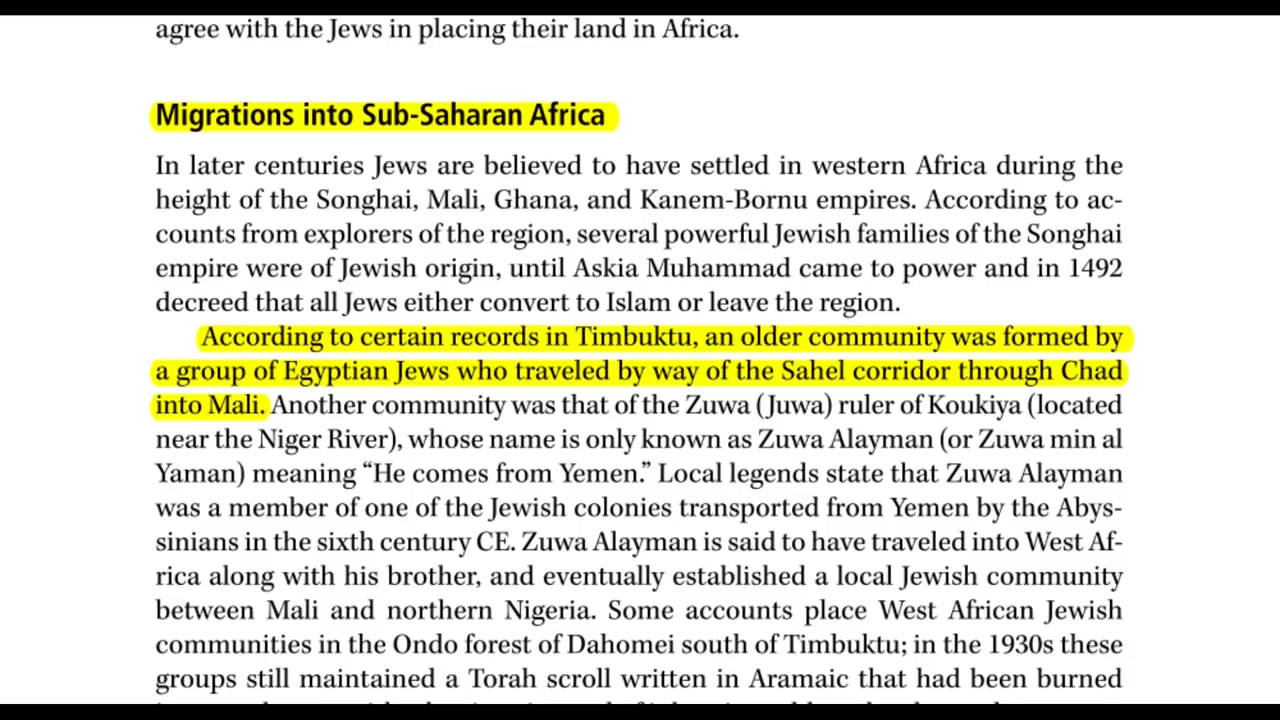 agree with the Jews in placing their land in Africa.
Migrations into Sub-Saharan Africa
In later centuries Jews are believed to have settled in western Africa during the
height of the Songhai, Mali, Ghana, and Kanem-Bornu empires. According to ac-
counts from explorers of the region, several powerful Jewish families of the Songhai
empire were of Jewish origin, until Askia Muhammad came to power and in 1492
decreed that all Jews either convert to Islam or leave the region.
According to certain records in Timbuktu, an older community was formed by
a group of Egyptian Jews who traveled by way of the Sahel corridor through Chad
into Mali. Another community was that of the Zuwa (Juwa) ruler of Koukiya (located
near the Niger River), whose name is only known as Zuwa Alayman (or Zuwa min al
Yaman) meaning “He comes from Yemen.” Local legends state that Zuwa Alayman
was a member of one of the Jewish colonies transported from Yemen by the Abys-
sinians in the sixth century CE. Zuwa Alayman is said to have traveled into West Af-
rica along with his brother, and eventually established a local Jewish community
between Mali and northern Nigeria. Some accounts place West African Jewish
communities in the Ondo forest of Dahomei south of Timbuktu; in the 1930s these
groups still maintained a Torah scroll written in Aramaic that had been burned